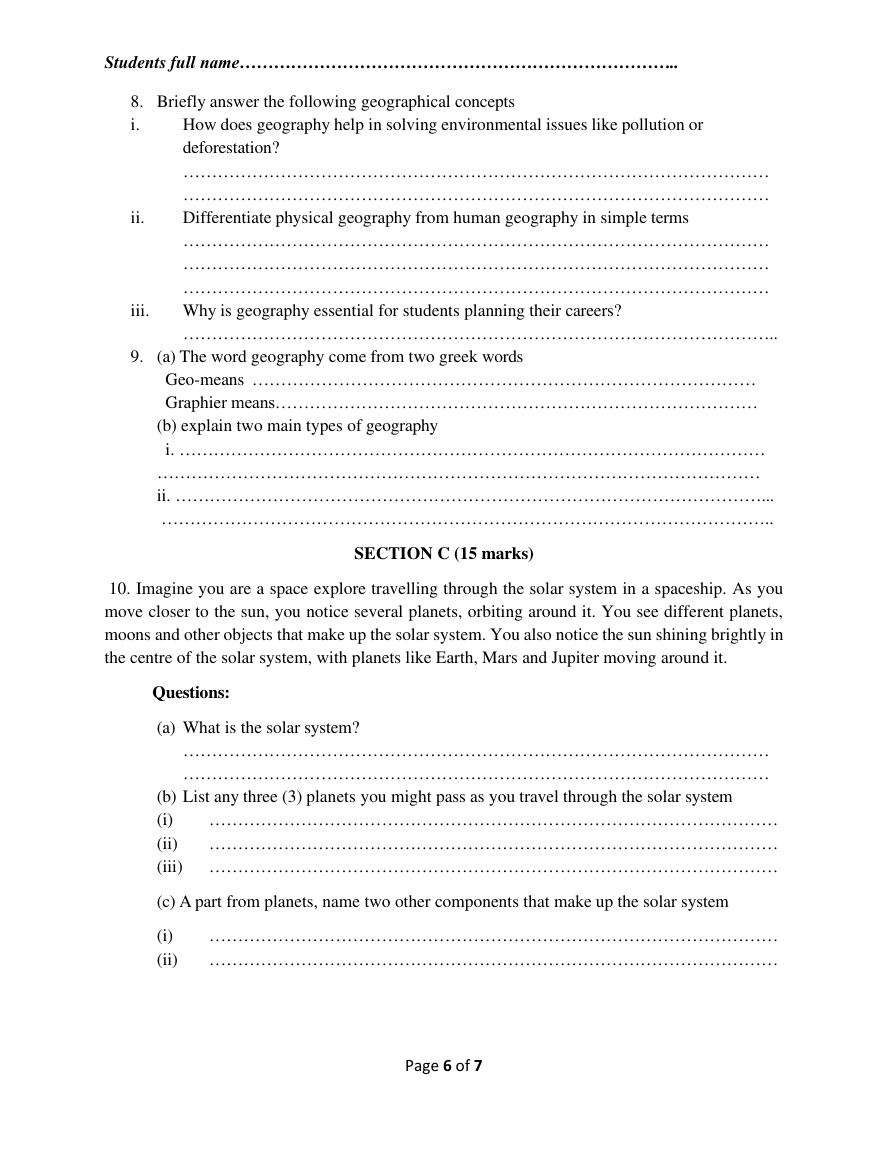 Students full name…………………………………………………………………...
8. Briefly answer the following geographical concepts
i. How does geography help in solving environmental issues like pollution or
deforestation?
…………………………………………………………………………………………
…………………………………………………………………………………………
ii. Differentiate physical geography from human geography in simple terms
…………………………………………………………………………………………
…………………………………………………………………………………………
…………………………………………………………………………………………
iii. Why is geography essential for students planning their careers?
…………………………………………………………………………………………..
9. (a) The word geography come from two greek words
Geo-means ……………………………………………………………………………
Graphier means…………………………………………………………………………
(b) explain two main types of geography
i. …………………………………………………………………………………………
……………………………………………………………………………………………
ii. …………………………………………………………………………………………...
……………………………………………………………………………………………..
SECTION C (15 marks)
10. Imagine you are a space explore travelling through the solar system in a spaceship. As you
move closer to the sun, you notice several planets, orbiting around it. You see different planets,
moons and other objects that make up the solar system. You also notice the sun shining brightly in
the centre of the solar system, with planets like Earth, Mars and Jupiter moving around it.
Questions:
(a) What is the solar system?
…………………………………………………………………………………………
…………………………………………………………………………………………
(b) List any three (3) planets you might pass as you travel through the solar system
(i) ………………………………………………………………………………………
(ii) ………………………………………………………………………………………
(iii) ………………………………………………………………………………………
(c) A part from planets, name two other components that make up the solar system
(i) ………………………………………………………………………………………
(ii) ………………………………………………………………………………………
Page 6 of 7